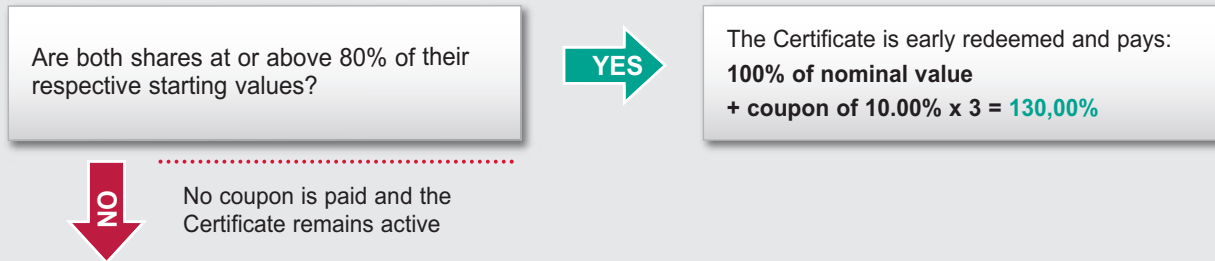 Are both shares at or above 80% of their
respective starting values?
YES
The Certificate is early redeemed and pays:
100% of nominal value
+ coupon of 10.00% x 3 = 130,00%
NO
No coupon is paid and the
Certificate remains active